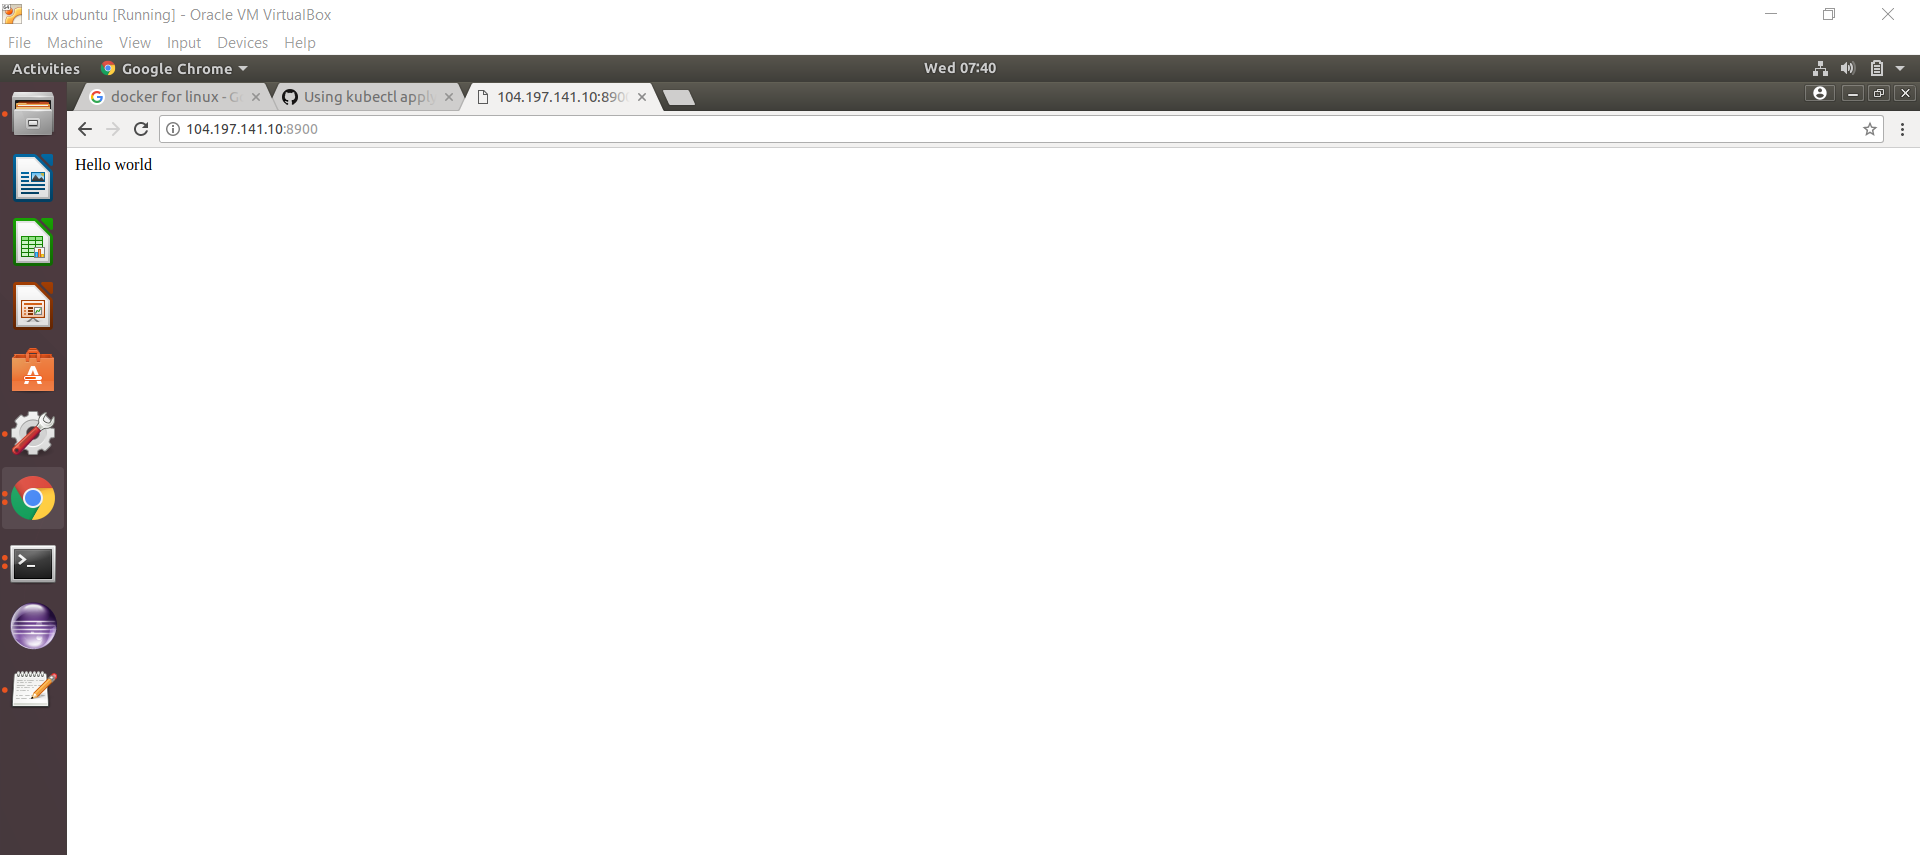 linux ubuntu [Running] - Oracle VM VirtualBox
File Machine View Input Devices Help
Activities Google Chrome Wed 07:40
docker for linux - G Using kubectl apply 104.197.141.10:890
104.197.141.10:8900
Hello world